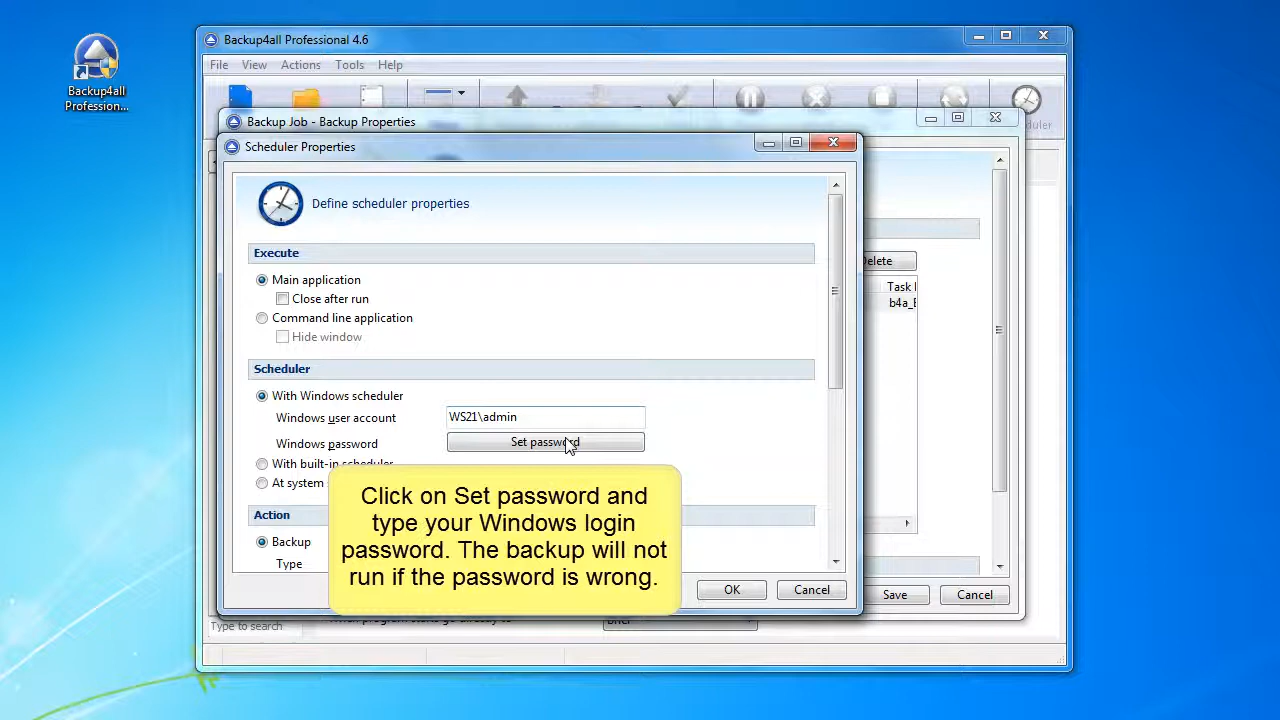 Backup4all Professional 4.6
File View Actions Tools Help
Backup4all
Profession...
Backup Job - Backup Properties
Scheduler Properties
Define scheduler properties
Execute
Main application
Close after run
Command line application
Hide window
Scheduler
With Windows scheduler
Windows user account WS21\admin
Windows password Set password
With built-in scheduler
At system
Action
Backup
Type
Click on Set password and
type your Windows login
password. The backup will not
run if the password is wrong.
OK Cancel
Delete
Task
b4a_
Save Cancel
Type to search